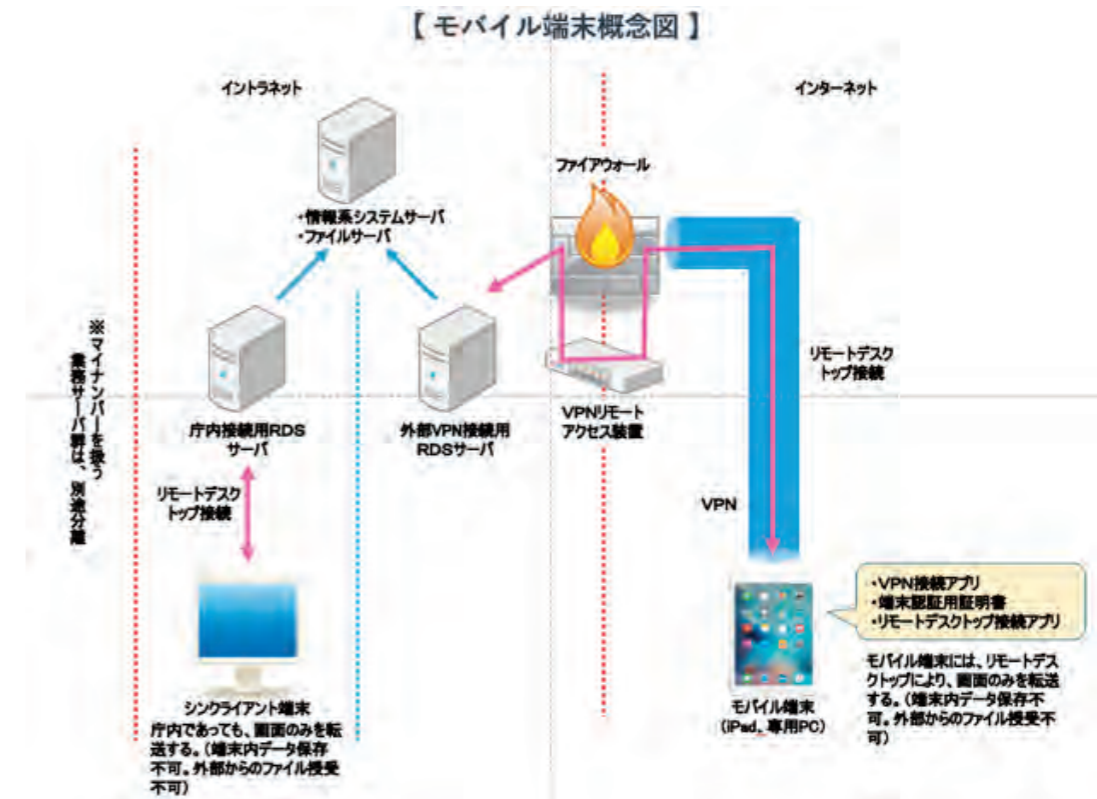 【 モバイル端末概念図 】
イントラネット
インターネット
ファイアウォール
・情報系システムサーバ
・ファイルサーバ
※マイナンバーを扱う
業務サーバ群は、別途分離
リモートデスク
トップ接続
庁内接続用RDS
サーバ
外部VPN接続用
RDSサーバ
VPNリモート
アクセス装置
リモートデスク
トップ接続
VPN
・VPN接続アプリ
・端末認証用証明書
・リモートデスクトップ接続アプリ
シンクライアント端末
庁内であっても、画面のみを転
送する。（端末内データ保存
不可。外部からのファイル授受
不可）
モバイル端末
（iPad、専用PC）
モバイル端末には、リモートデス
クトップにより、画面のみを転送
する。（端末内データ保存不
可。外部からのファイル授受不
可）